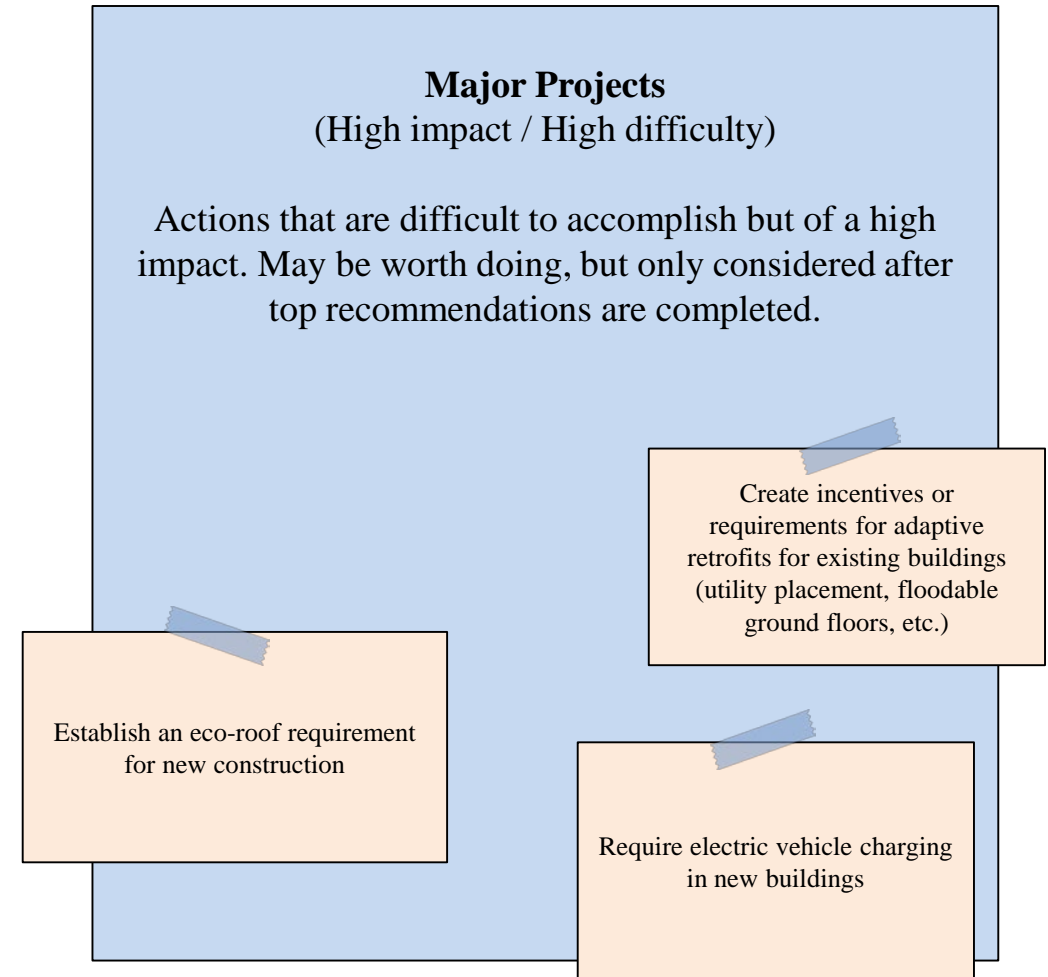 Major Projects
(High impact / High difficulty)
Actions that are difficult to accomplish but of a high
impact. May be worth doing, but only considered after
top recommendations are completed.
Create incentives or
requirements for adaptive
retrofits for existing buildings
(utility placement, floodable
ground floors, etc.)
Establish an eco-roof requirement
for new construction
Require electric vehicle charging
in new buildings